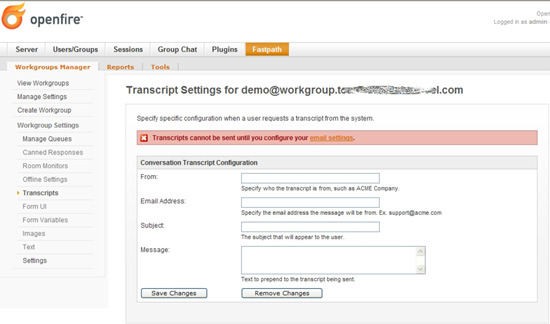 openfire™
Open
Logged in as admin
Server Users/Groups Sessions Group Chat Plugins Fastpath
Workgroups Manager Reports Tools
View Workgroups
Manage Settings
Create Workgroup
Workgroup Settings
Manage Queues
Canned Responses
Room Monitors
Offline Settings
Transcripts
Form UI
Form Variables
Images
Text
Settings
Transcript Settings for demo@workgroup. .com
Specify specific configuration when a user requests a transcript from the system.
Transcripts cannot be sent until you configure your email settings.
Conversation Transcript Configuration
From:
Specify who the transcript is from, such as ACME Company.
Email Address:
Specify the email address the message will be from. Ex. support@acme.com
Subject:
The subject that will appear to the user.
Message:
Text to prepend to the transcript being sent.
Save Changes Remove Changes